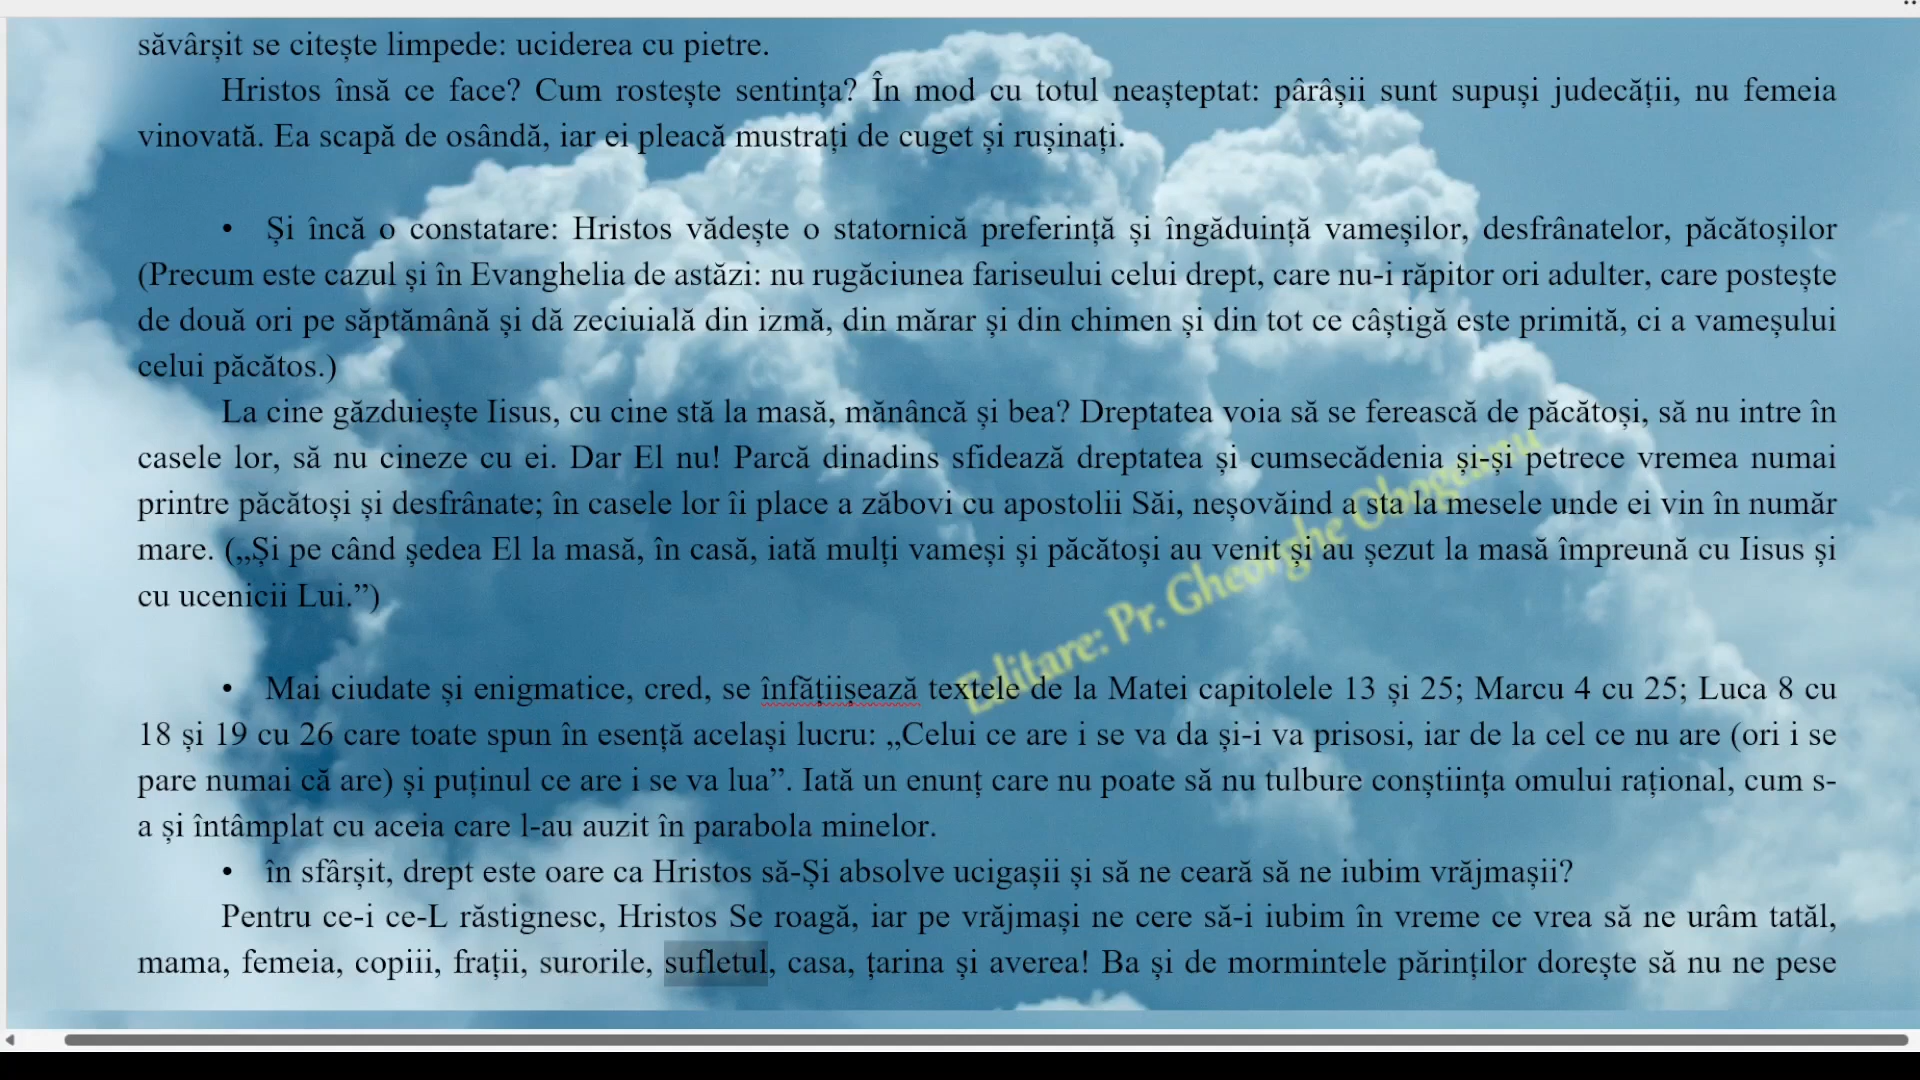 săvârșit se citește limpede: uciderea cu pietre.
Hristos însă ce face? Cum rostește sentința? În mod cu totul neașteptat: pârâșii sunt supuși judecății, nu femeia
vinovată. Ea scapă de osândă, iar ei pleacă mustrați de cuget și rușinați.
• Și încă o constatare: Hristos vădește o statornică preferință și îngăduință vameșilor, desfrânatelor, păcătoșilor
(Precum este cazul și în Evanghelia de astăzi: nu rugăciunea fariseului celui drept, care nu-i răpitor ori adulter, care postește
de două ori pe săptămână și dă zeciuială din izmă, din mărar și din chimen și din tot ce câștigă este primită, ci a vameșului
celui păcătos.)
La cine găzduiește Iisus, cu cine stă la masă, mănâncă și bea? Dreptatea voia să se ferească de păcătoși, să nu intre în
casele lor, să nu cineze cu ei. Dar El nu! Parcă dinadins sfidează dreptatea și cumsecădenia și-și petrece vremea numai
printre păcătoși și desfrânate; în casele lor îi place a zăbovi cu apostolii Săi, neșovăind a sta la mesele unde ei vin în număr
mare. („Și pe când ședea El la masă, în casă, iată mulți vameși și păcătoși au venit și au șezut la masă împreună cu Iisus și
cu ucenicii Lui.”)
Editare: Pr. Gheorghe Obogeanu
• Mai ciudate și enigmatice, cred, se înfățiișează textele de la Matei capitolele 13 și 25; Marcu 4 cu 25; Luca 8 cu
18 și 19 cu 26 care toate spun în esență același lucru: „Celui ce are i se va da și-i va prisosi, iar de la cel ce nu are (ori i se
pare numai că are) și puținul ce are i se va lua”. Iată un enunț care nu poate să nu tulbure conștiința omului rațional, cum s-
a și întâmplat cu aceia care l-au auzit în parabola minelor.
• în sfârșit, drept este oare ca Hristos să-Și absolve ucigașii și să ne ceară să ne iubim vrăjmașii?
Pentru ce-i ce-L răstignesc, Hristos Se roagă, iar pe vrăjmași ne cere să-i iubim în vreme ce vrea să ne urâm tatăl,
mama, femeia, copiii, frații, surorile, sufletul, casa, țarina și averea! Ba și de mormintele părinților dorește să nu ne pese